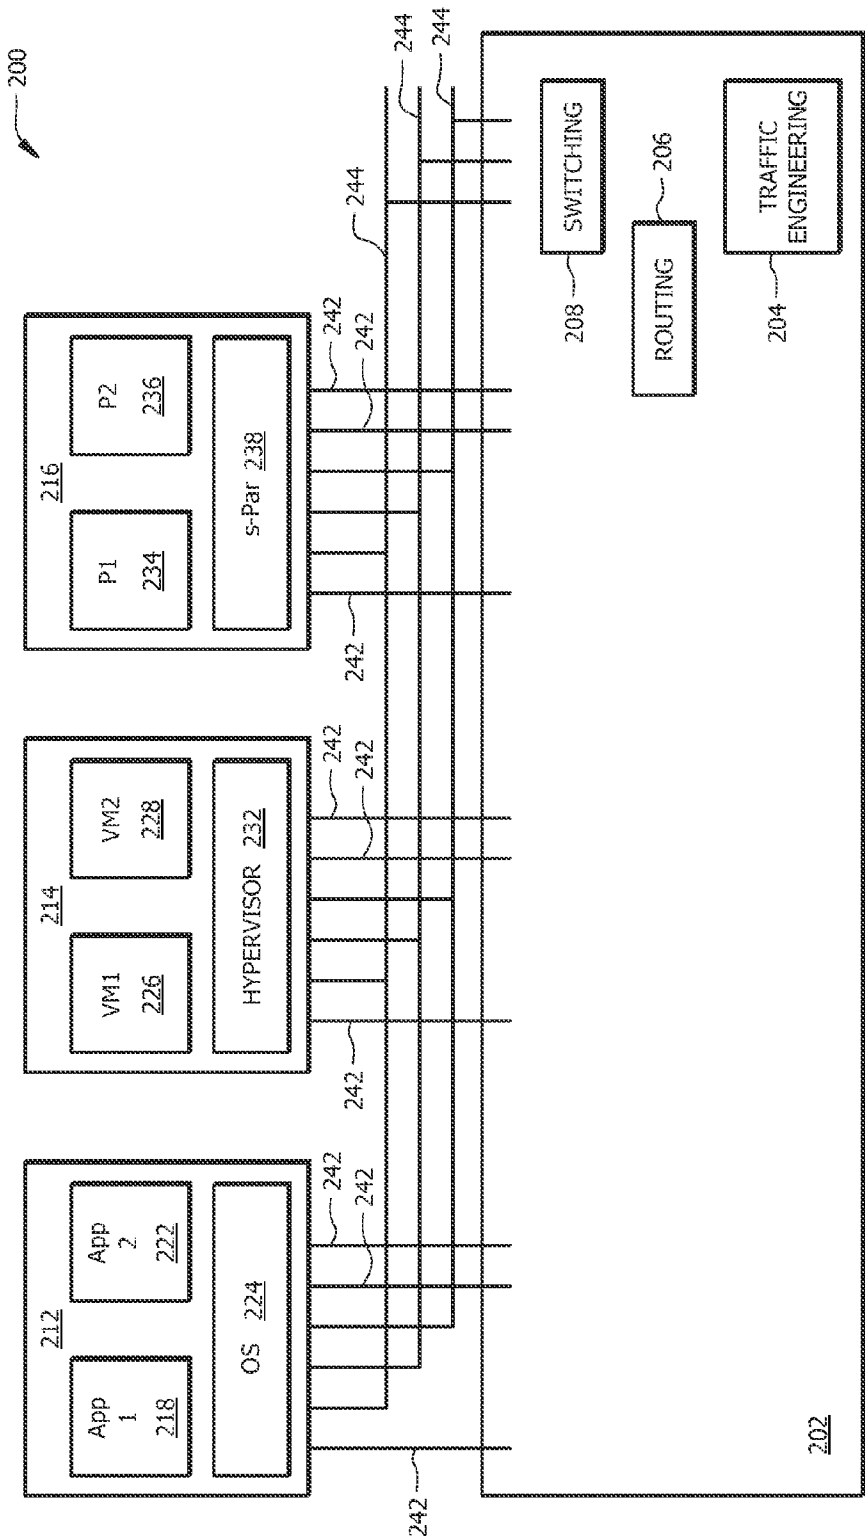 200
212
App
1
218
App
2
222
OS 224
214
VM1
226
VM2
228
HYPERVISOR 232
216
P1
234
P2
236
s-Par 238
242
242
242
242
242
242
242
242
242
244
244
244
202
208
SWITCHING
ROUTING
206
204
TRAFFIC
ENGINEERING